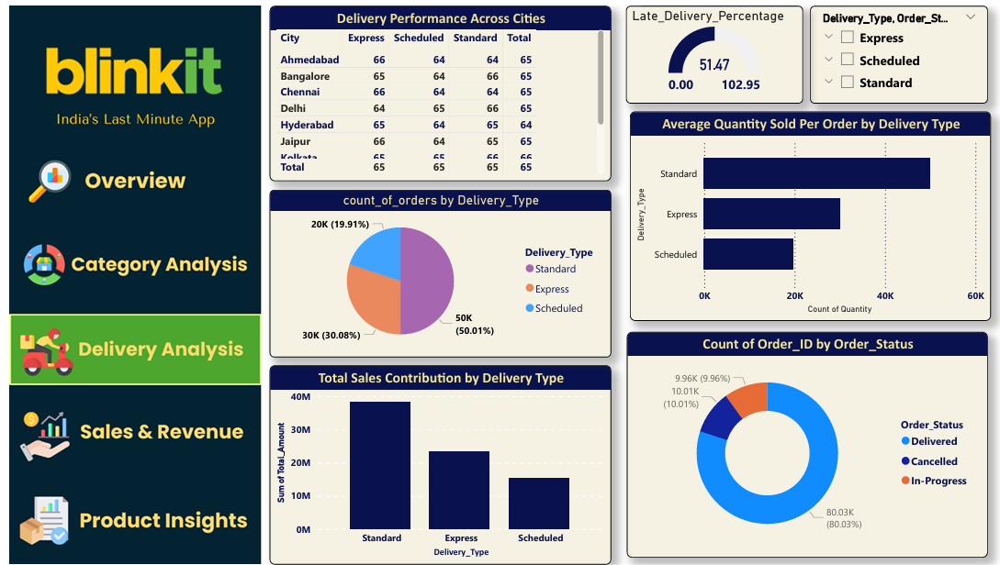 blinkit
India's Last Minute App
Overview
Category Analysis
Delivery Analysis
Sales & Revenue
Product Insights
Delivery Performance Across Cities
City Express Scheduled Standard Total
Ahmedabad 66 64 64 65
Bangalore 65 64 66 65
Chennai 66 64 64 65
Delhi 64 65 66 65
Hyderabad 65 64 65 64
Jaipur 66 64 65 65
Kolkata 65 65 66 66
Total 65 65 65 65
count_of_orders by Delivery_Type
20K (19.91%)
30K (30.08%)
50K
(50.01%)
Delivery_Type
Standard
Express
Scheduled
Total Sales Contribution by Delivery Type
Sum of Total_Amount
40M
30M
20M
10M
0M
Standard Express Scheduled
Delivery_Type
Late_Delivery_Percentage
51.47
0.00 102.95
Delivery_Type, Order_St...
Express
Scheduled
Standard
Average Quantity Sold Per Order by Delivery Type
Delivery_Type
Standard
Express
Scheduled
0K 20K 40K 60K
Count of Quantity
Count of Order_ID by Order_Status
9.96K (9.96%)
10.01K
(10.01%)
80.03K
(80.03%)
Order_Status
Delivered
Cancelled
In-Progress